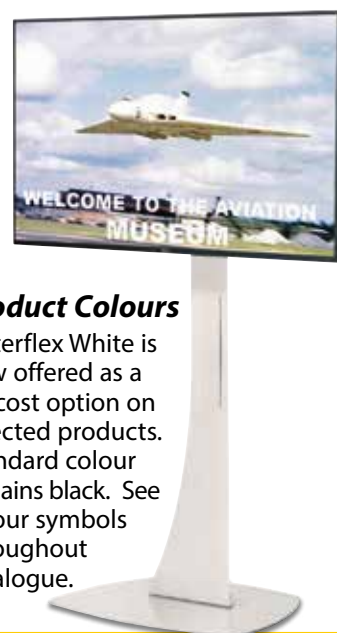 WELCOME TO THE AVIATION
MUSEUM
oduct Colours
terflex White is
w offered as a
cost option on
ected products.
ndard colour
ains black. See
our symbols
oughout
alogue.